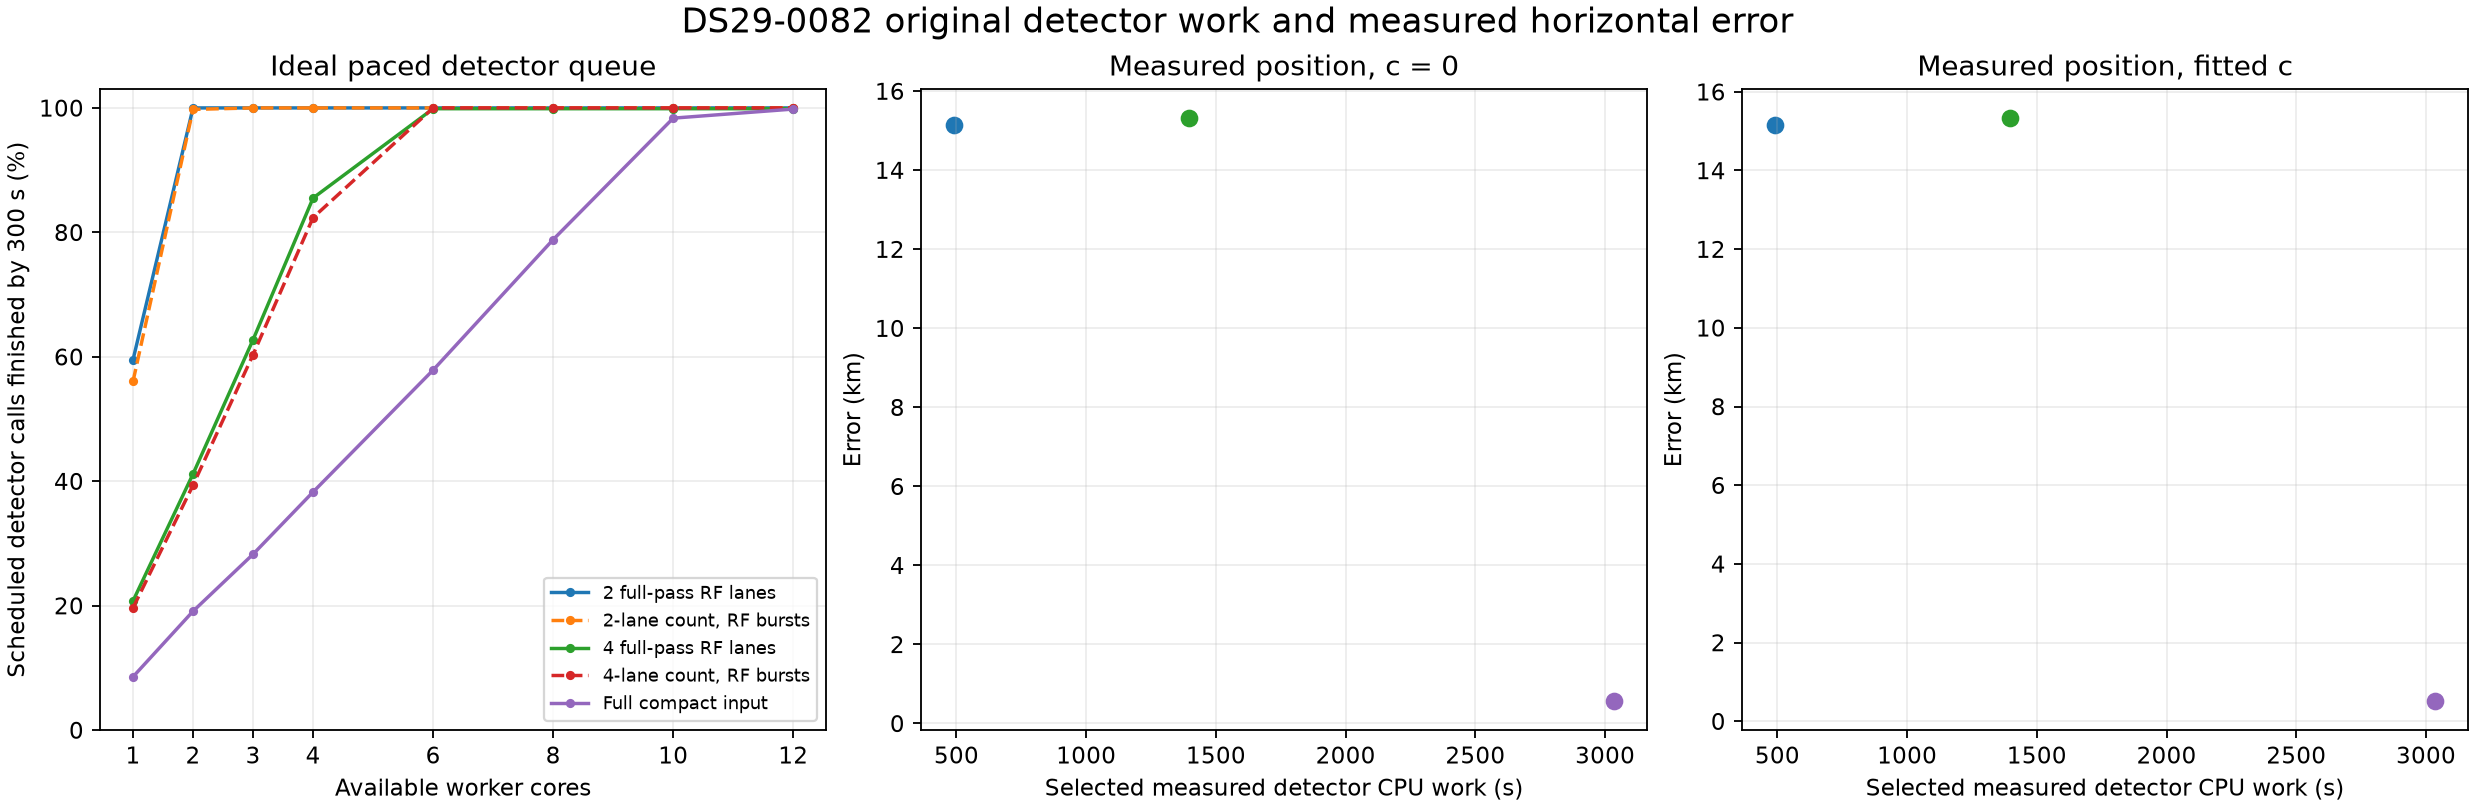 DS29-0082 original detector work and measured horizontal error
Ideal paced detector queue
Scheduled detector calls finished by 300 s (%)
100
80
60
40
20
0
1 2 3 4 6 8 10 12
Available worker cores
2 full-pass RF lanes
2-lane count, RF bursts
4 full-pass RF lanes
4-lane count, RF bursts
Full compact input
Measured position, c = 0
Error (km)
16
14
12
10
8
6
4
2
0
500 1000 1500 2000 2500 3000
Selected measured detector CPU work (s)
Measured position, fitted c
Error (km)
16
14
12
10
8
6
4
2
0
500 1000 1500 2000 2500 3000
Selected measured detector CPU work (s)